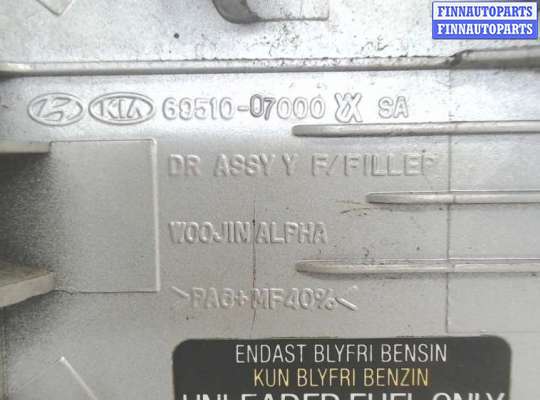 FINNAUTOPARTS
FINNAUTOPARTS
KIA 69510-07000 XX SA
DR ASSY Y F/FILLER
WOOJIN ALPHA
>PA6+MF40%<
ENDAST BLYFRI BENSIN
KUN BLYFRI BENZIN
UNLEADED FUEL ONLY